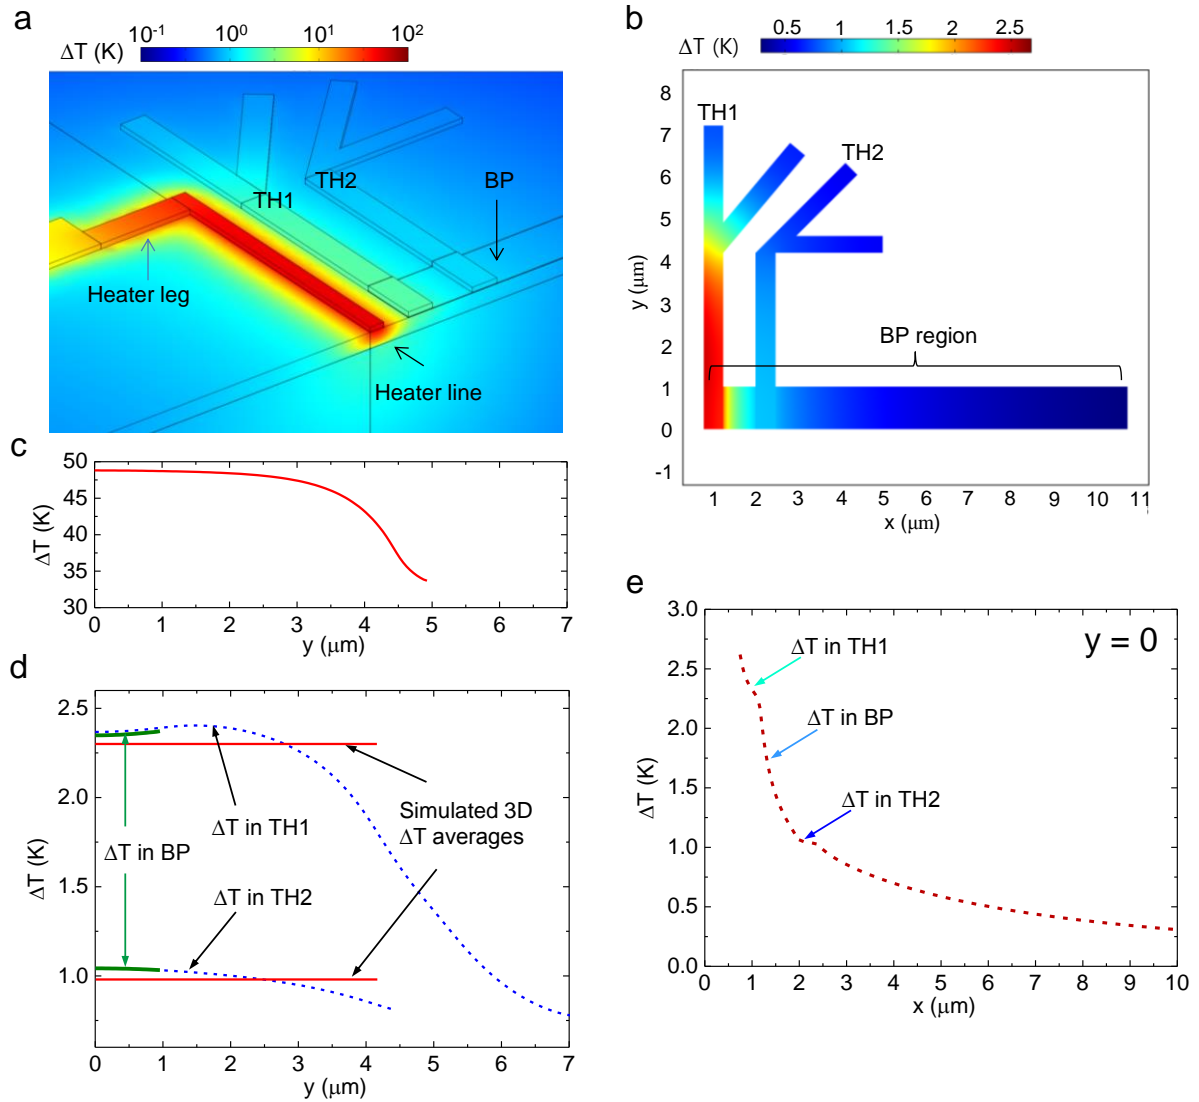 a
ΔT (K)
10⁻¹ 10⁰ 10¹ 10²
TH1
TH2
BP
Heater leg
Heater line
b
ΔT (K)
0.5 1 1.5 2 2.5
8
7
6
5
4
3
2
1
0
-1
y (μm)
TH1
TH2
BP region
1 2 3 4 5 6 7 8 9 10 11
x (μm)
c
50
45
40
35
30
ΔT (K)
0 1 2 3 4 5 6 7
y (μm)
d
2.5
2.0
1.5
1.0
ΔT (K)
ΔT in TH1
ΔT in BP
ΔT in TH2
Simulated 3D
ΔT averages
0 1 2 3 4 5 6 7
y (μm)
e
3.0
2.5
2.0
1.5
1.0
0.5
0.0
ΔT (K)
y = 0
ΔT in TH1
ΔT in BP
ΔT in TH2
0 1 2 3 4 5 6 7 8 9 10
x (μm)